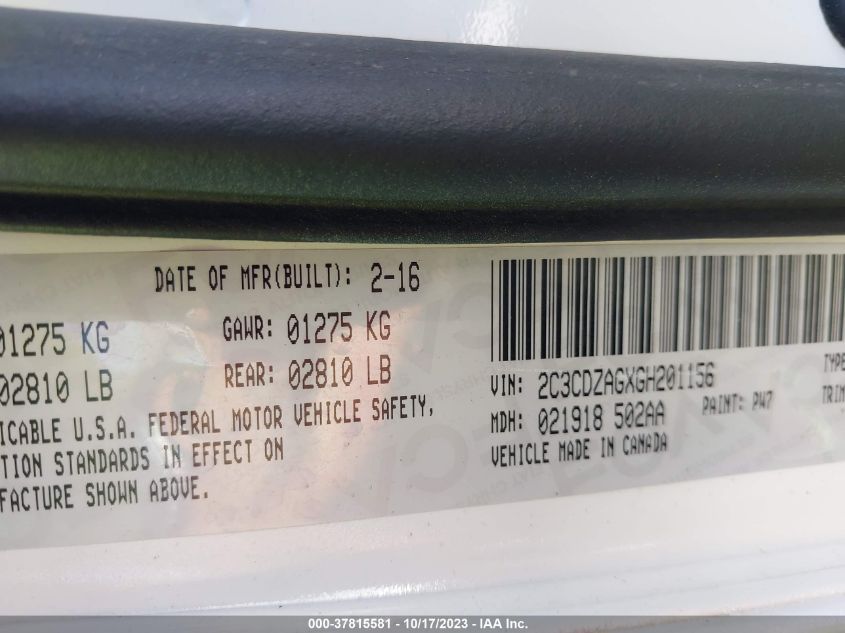 DATE OF MFR(BUILT): 2-16
01275 KG GAWR: 01275 KG
02810 LB REAR: 02810 LB
ICABLE U.S.A. FEDERAL MOTOR VEHICLE SAFETY,
TION STANDARDS IN EFFECT ON
FACTURE SHOWN ABOVE.
VIN: 2C3CDZAGXGH201156 TYPE
MDH: 021918 502AA PAINT: PW7 TRIM
VEHICLE MADE IN CANADA
000-37815581 - 10/17/2023 - IAA Inc.